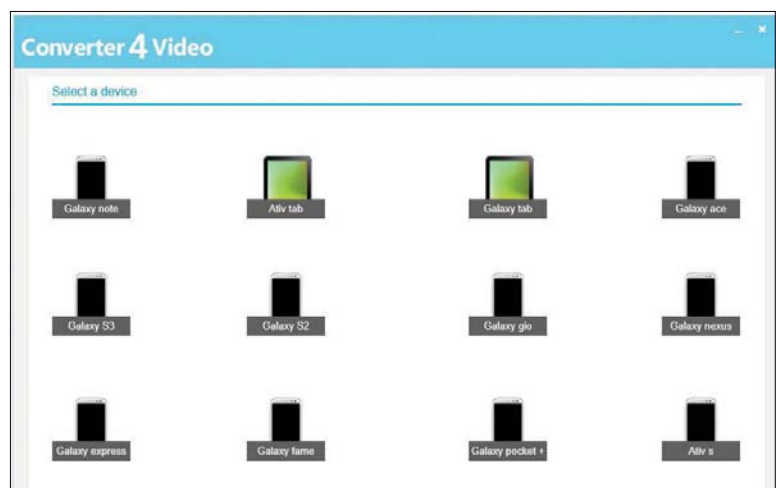 Converter 4 Video
Select a device
Galaxy note
Ativ tab
Galaxy tab
Galaxy ace
Galaxy S3
Galaxy S2
Galaxy gio
Galaxy nexus
Galaxy express
Galaxy fame
Galaxy pocket +
Ativ s